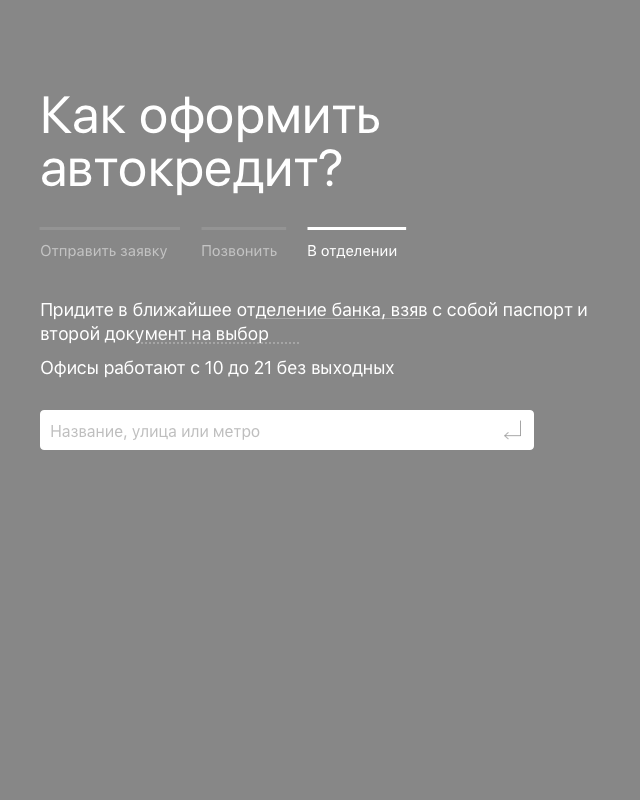 Как оформить
автокредит?
Отправить заявку
Позвонить
В отделении
Придите в ближайшее отделение банка, взяв с собой паспорт и
второй документ на выбор
Офисы работают с 10 до 21 без выходных
Название, улица или метро